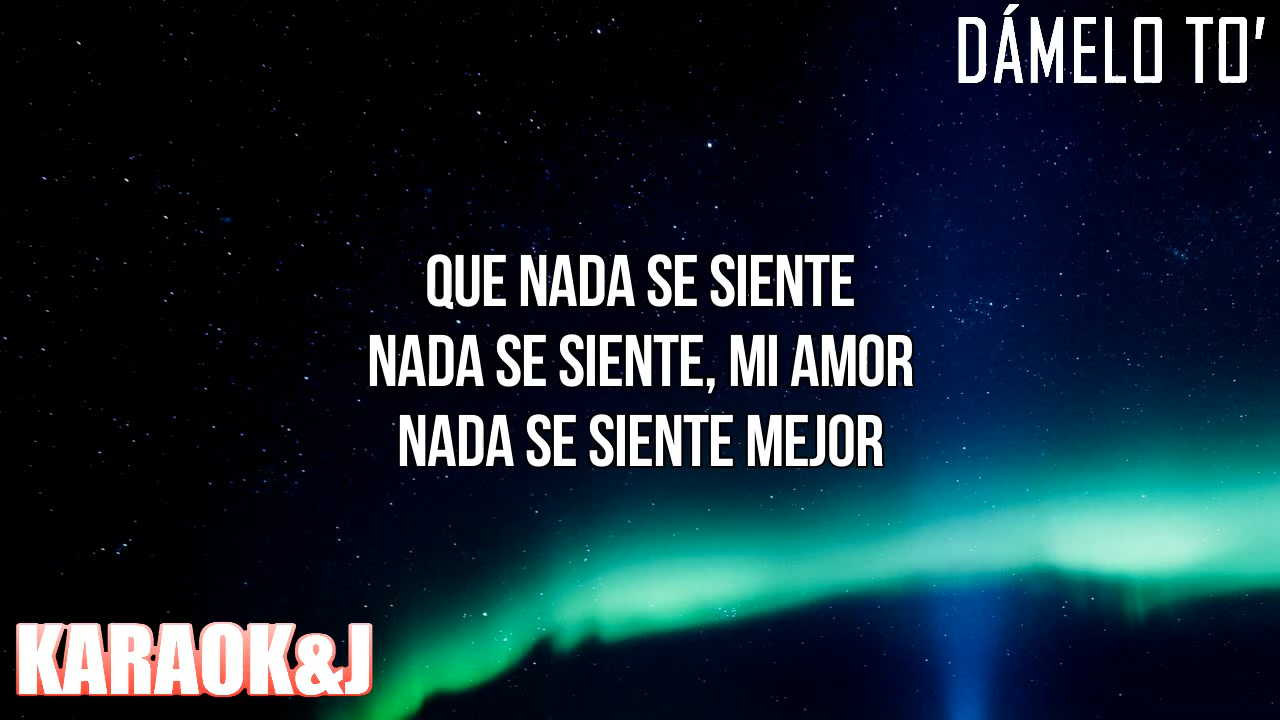 DÁMELO TO'
QUE NADA SE SIENTE
NADA SE SIENTE, MI AMOR
NADA SE SIENTE MEJOR
KARAOK&J